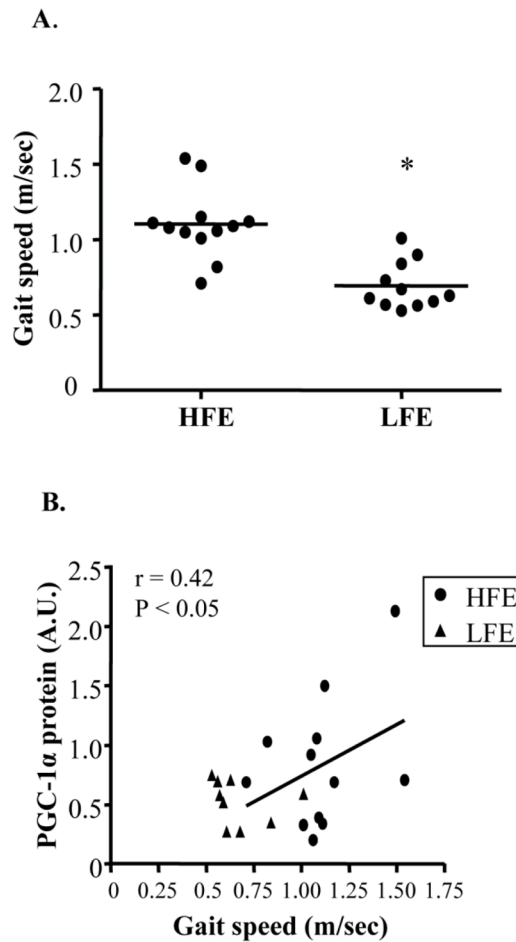 A.
Gait speed (m/sec)
2.0
1.5
1.0
0.5
0
*
HFE
LFE
B.
PGC-1α protein (A.U.)
2.5
2.0
1.5
1.0
0.5
0
r = 0.42
P < 0.05
HFE
LFE
0 0.25 0.5 0.75 1.00 1.25 1.50 1.75
Gait speed (m/sec)